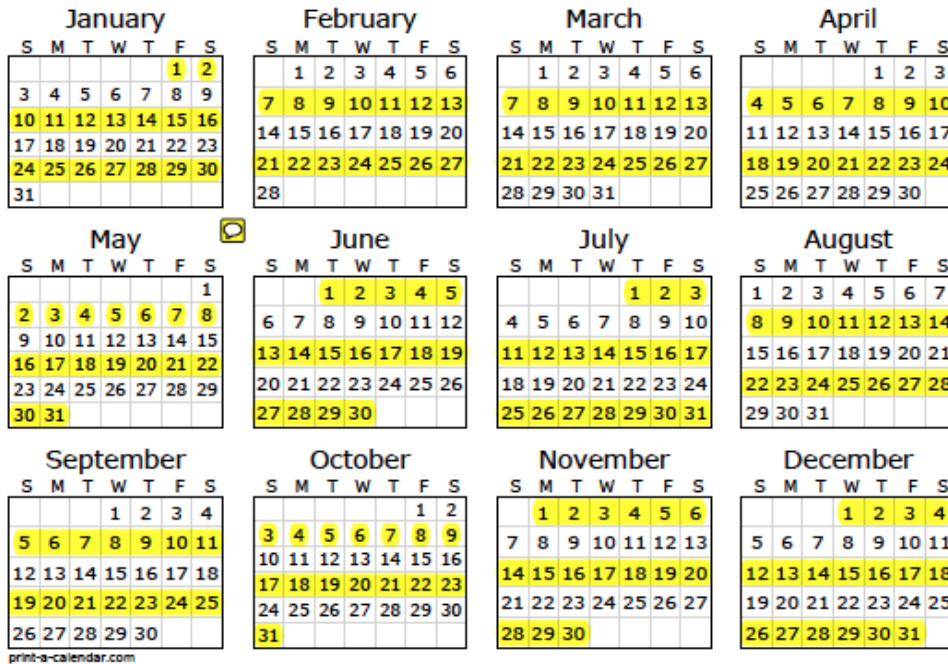 January February March April
S M T W T F S S M T W T F S S M T W T F S S M T W T F S
1 2 1 2 3 4 5 6 1 2 3 4 5 6 1 2 3
3 4 5 6 7 8 9 7 8 9 10 11 12 13 7 8 9 10 11 12 13 4 5 6 7 8 9 10
10 11 12 13 14 15 16 14 15 16 17 18 19 20 14 15 16 17 18 19 20 11 12 13 14 15 16 17
17 18 19 20 21 22 23 21 22 23 24 25 26 27 21 22 23 24 25 26 27 18 19 20 21 22 23 24
24 25 26 27 28 29 30 28 28 29 30 31 25 26 27 28 29 30
31
May June July August
S M T W T F S S M T W T F S S M T W T F S S M T W T F S
1 1 2 3 4 5 1 2 3 1 2 3 4 5 6 7
2 3 4 5 6 7 8 6 7 8 9 10 11 12 4 5 6 7 8 9 10 8 9 10 11 12 13 14
9 10 11 12 13 14 15 13 14 15 16 17 18 19 11 12 13 14 15 16 17 15 16 17 18 19 20 21
16 17 18 19 20 21 22 20 21 22 23 24 25 26 18 19 20 21 22 23 24 22 23 24 25 26 27 28
23 24 25 26 27 28 29 27 28 29 30 25 26 27 28 29 30 31 29 30 31
30 31
September October November December
S M T W T F S S M T W T F S S M T W T F S S M T W T F S
1 2 3 4 1 2 1 2 3 4 5 6 1 2 3 4
5 6 7 8 9 10 11 3 4 5 6 7 8 9 7 8 9 10 11 12 13 5 6 7 8 9 10 11
12 13 14 15 16 17 18 10 11 12 13 14 15 16 14 15 16 17 18 19 20 12 13 14 15 16 17 18
19 20 21 22 23 24 25 17 18 19 20 21 22 23 21 22 23 24 25 26 27 19 20 21 22 23 24 25
26 27 28 29 30 24 25 26 27 28 29 30 28 29 30 26 27 28 29 30 31
31
print-a-calendar.com